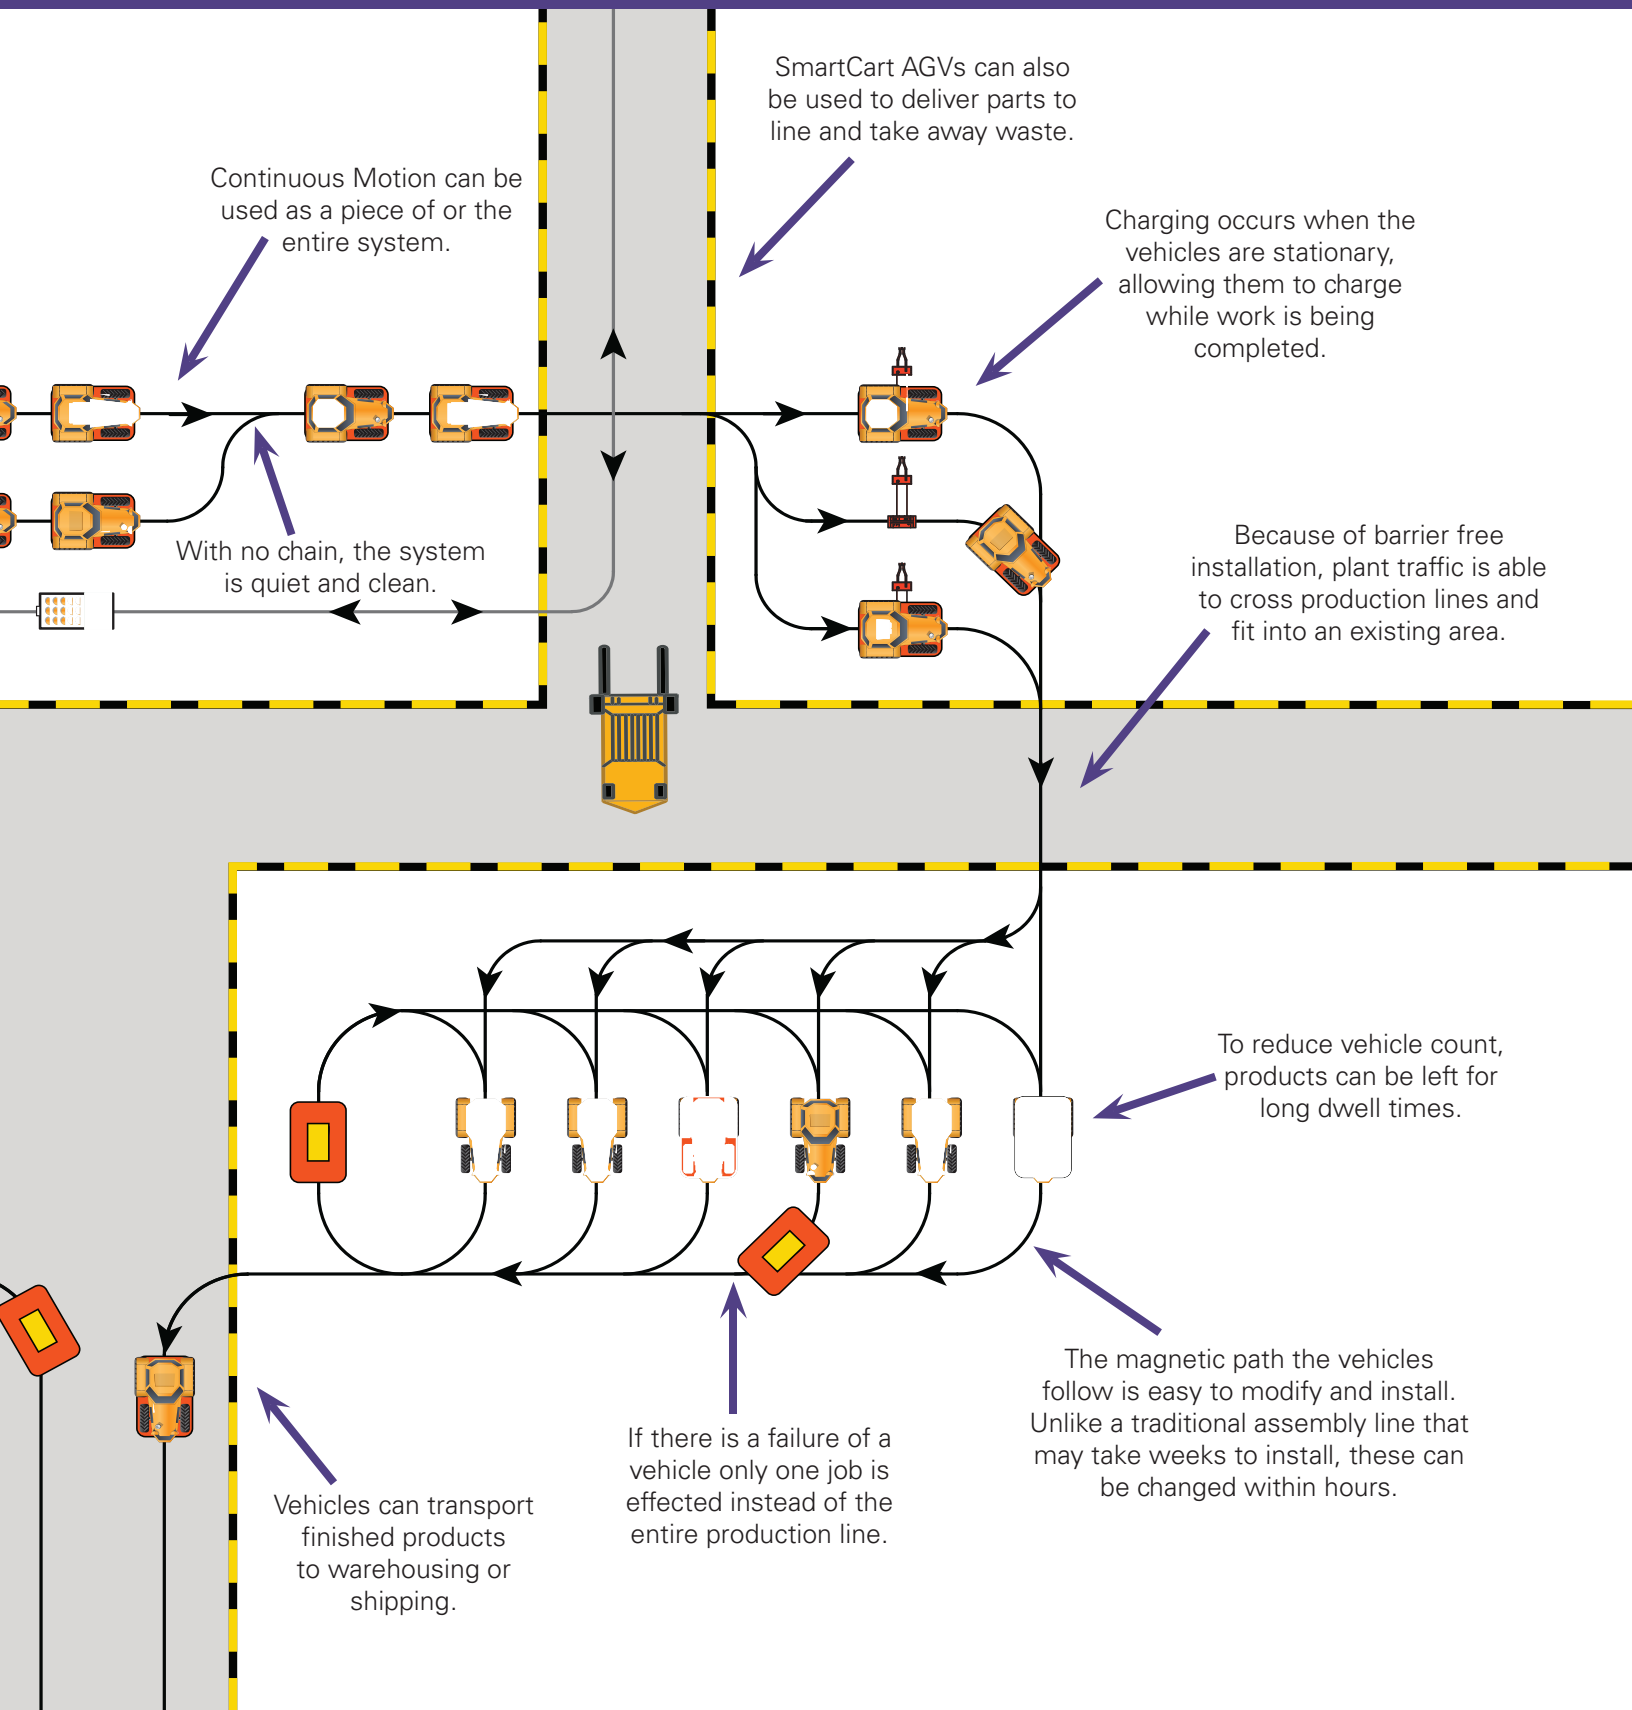 SmartCart AGVs can also
be used to deliver parts to
line and take away waste.
Continuous Motion can be
used as a piece of or the
entire system.
Charging occurs when the
vehicles are stationary,
allowing them to charge
while work is being
completed.
With no chain, the system
is quiet and clean.
Because of barrier free
installation, plant traffic is able
to cross production lines and
fit into an existing area.
To reduce vehicle count,
products can be left for
long dwell times.
The magnetic path the vehicles
follow is easy to modify and install.
Unlike a traditional assembly line that
may take weeks to install, these can
be changed within hours.
If there is a failure of a
vehicle only one job is
effected instead of the
entire production line.
Vehicles can transport
finished products
to warehousing or
shipping.